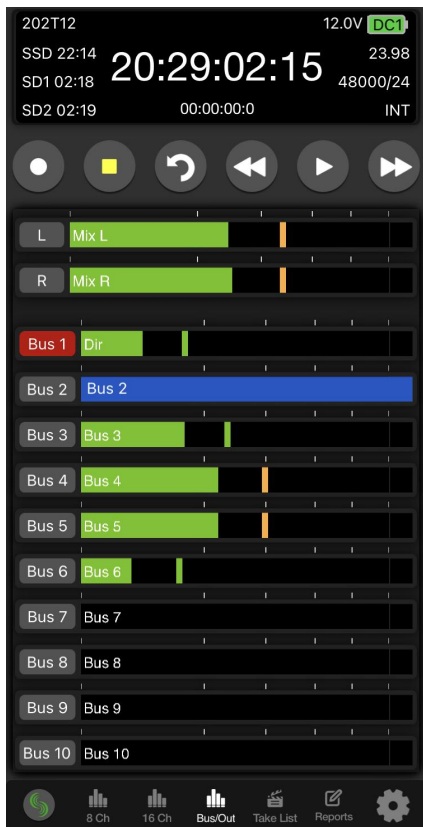 202T12 12.0V DC1
SSD 22:14 23.98
20:29:02:15
SD1 02:18 48000/24
SD2 02:19 00:00:00:0 INT
L Mix L
R Mix R
Bus 1 Dir
Bus 2 Bus 2
Bus 3 Bus 3
Bus 4 Bus 4
Bus 5 Bus 5
Bus 6 Bus 6
Bus 7 Bus 7
Bus 8 Bus 8
Bus 9 Bus 9
Bus 10 Bus 10
8 Ch 16 Ch Bus/Out Take List Reports